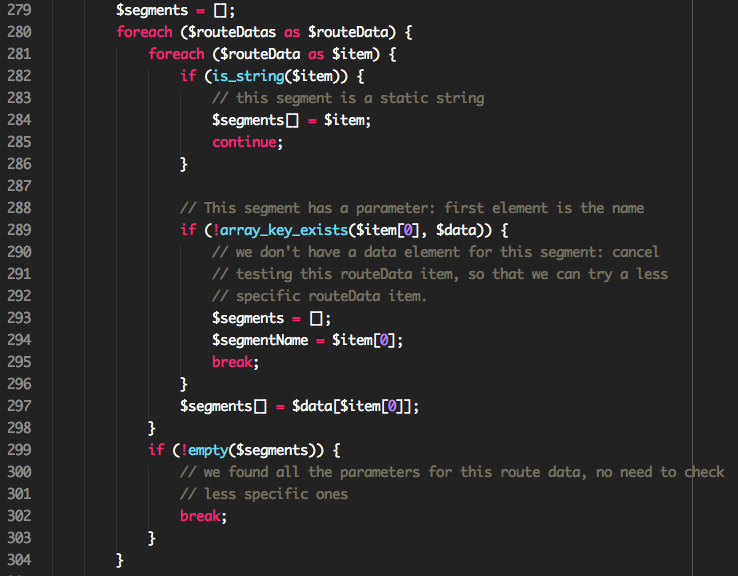 279 $segments = [];
280 foreach ($routeDatas as $routeData) {
281 foreach ($routeData as $item) {
282 if (is_string($item)) {
283 // this segment is a static string
284 $segments[] = $item;
285 continue;
286 }
287
288 // This segment has a parameter: first element is the name
289 if (!array_key_exists($item[0], $data)) {
290 // we don't have a data element for this segment: cancel
291 // testing this routeData item, so that we can try a less
292 // specific routeData item.
293 $segments = [];
294 $segmentName = $item[0];
295 break;
296 }
297 $segments[] = $data[$item[0]];
298 }
299 if (!empty($segments)) {
300 // we found all the parameters for this route data, no need to check
301 // less specific ones
302 break;
303 }
304 }